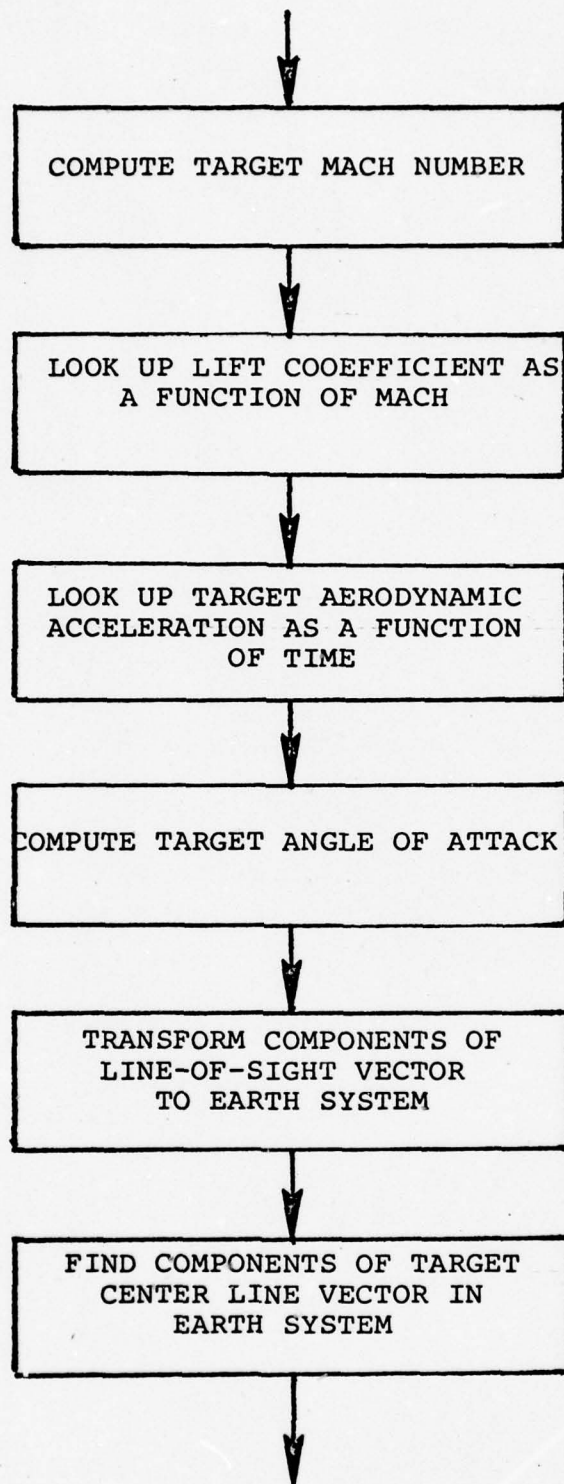 COMPUTE TARGET MACH NUMBER
LOOK UP LIFT COOEFFICIENT AS
A FUNCTION OF MACH
LOOK UP TARGET AERODYNAMIC
ACCELERATION AS A FUNCTION
OF TIME
COMPUTE TARGET ANGLE OF ATTACK
TRANSFORM COMPONENTS OF
LINE-OF-SIGHT VECTOR
TO EARTH SYSTEM
FIND COMPONENTS OF TARGET
CENTER LINE VECTOR IN
EARTH SYSTEM